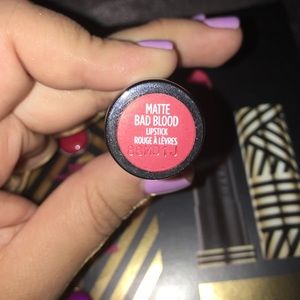 MATTE
BAD BLOOD
LIPSTICK
ROUGE À LÈVRES